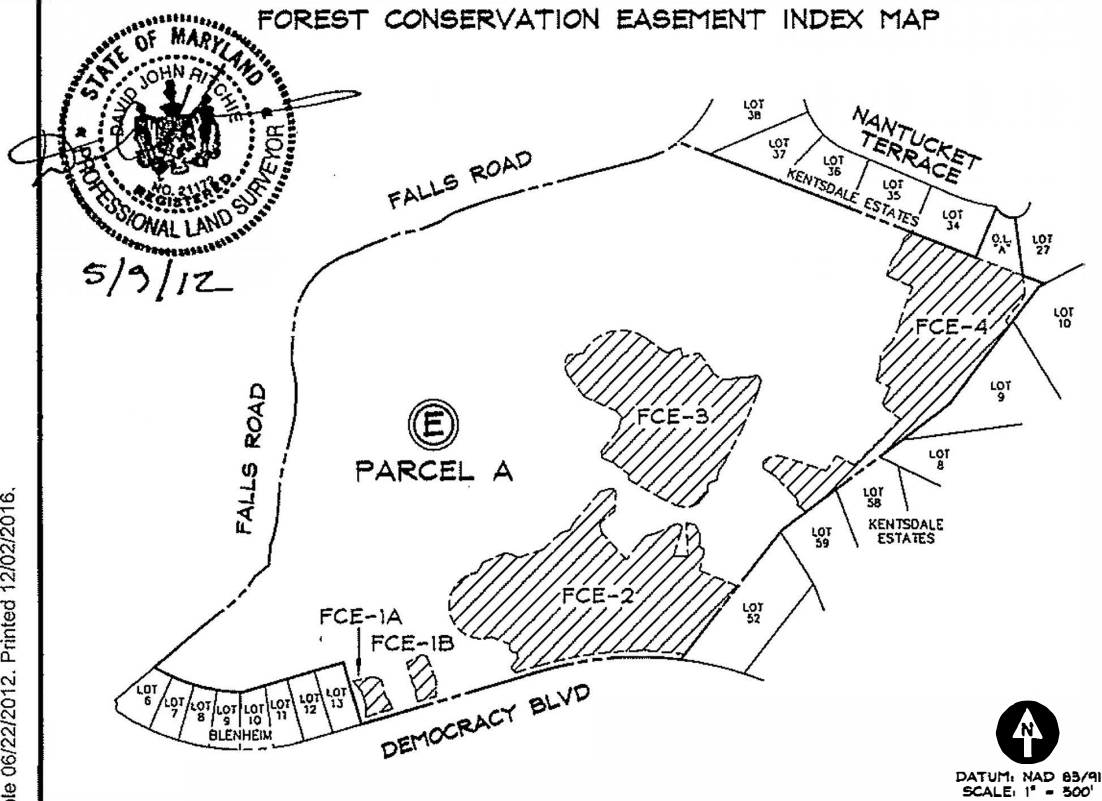 FOREST CONSERVATION EASEMENT INDEX MAP
STATE OF MARYLAND
DAVID JOHN RITCHIE
NO. 21172
REGISTERED
PROFESSIONAL LAND SURVEYOR
5/9/12
FALLS ROAD
LOT
38
LOT
37
LOT
36
LOT
35
LOT
34
NANTUCKET
TERRACE
KENTSDALE ESTATES
O.L.
"A"
LOT
27
LOT
10
FCE-4
LOT
9
FCE-3
E
PARCEL A
FALLS ROAD
LOT
8
LOT
58
KENTSDALE
ESTATES
LOT
59
FCE-2
LOT
52
FCE-1A
FCE-1B
LOT
6
LOT
7
LOT
8
LOT
9
LOT
10
LOT
11
LOT
12
LOT
13
BLENHEIM
DEMOCRACY BLVD
N
DATUM: NAD 83/91
SCALE: 1" = 500'
06/22/2012. Printed 12/02/2016.